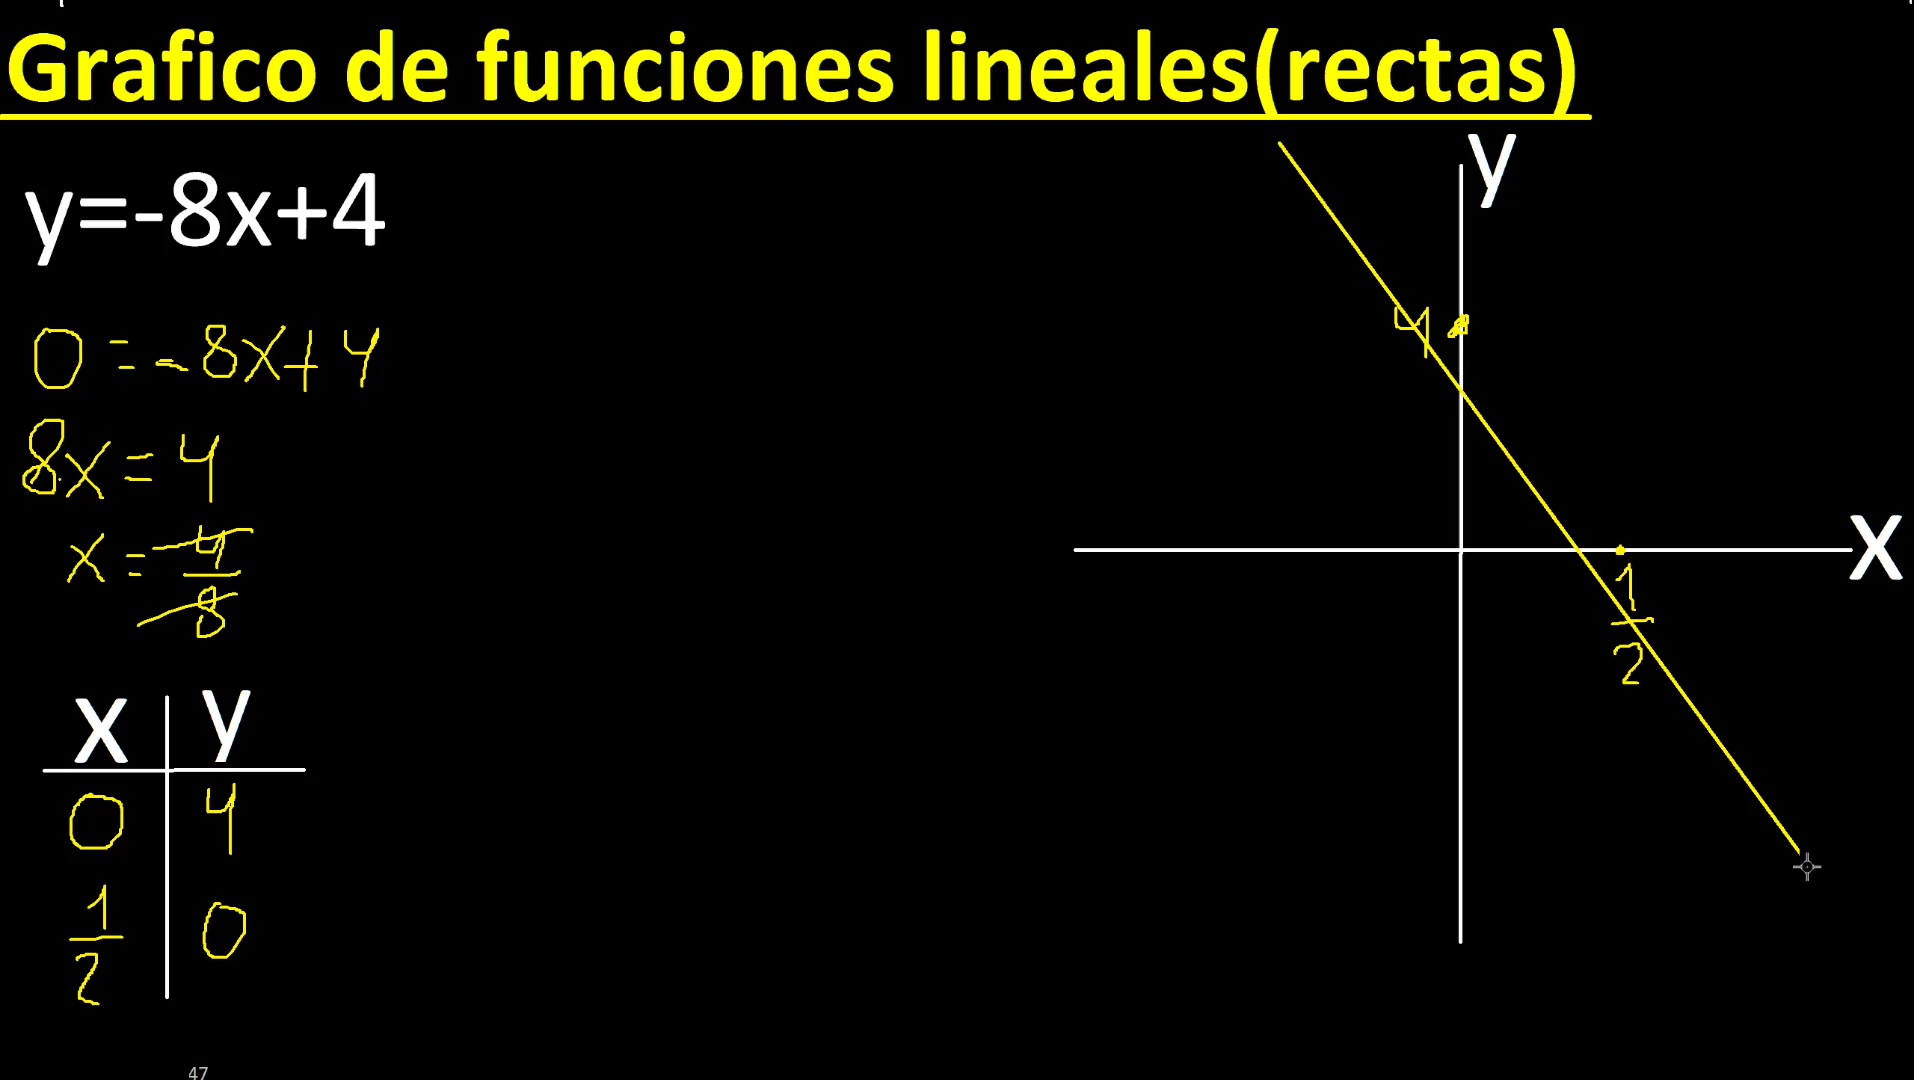 Grafico de funciones lineales(rectas)
y=-8x+4
0 = -8x+4
8x = 4
x = 4/8
x y
0 4
1/2 0
y
4
x
1/2
47